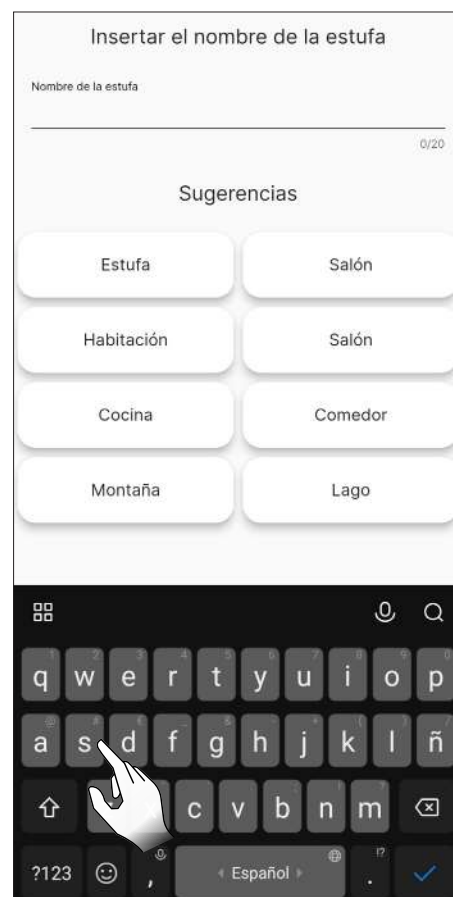 Insertar el nombre de la estufa
Nombre de la estufa
0/20
Sugerencias
Estufa Salón
Habitación Salón
Cocina Comedor
Montaña Lago
q w e r t y u i o p
a s d f g h j k l ñ
c v b n m
?123 , Español .